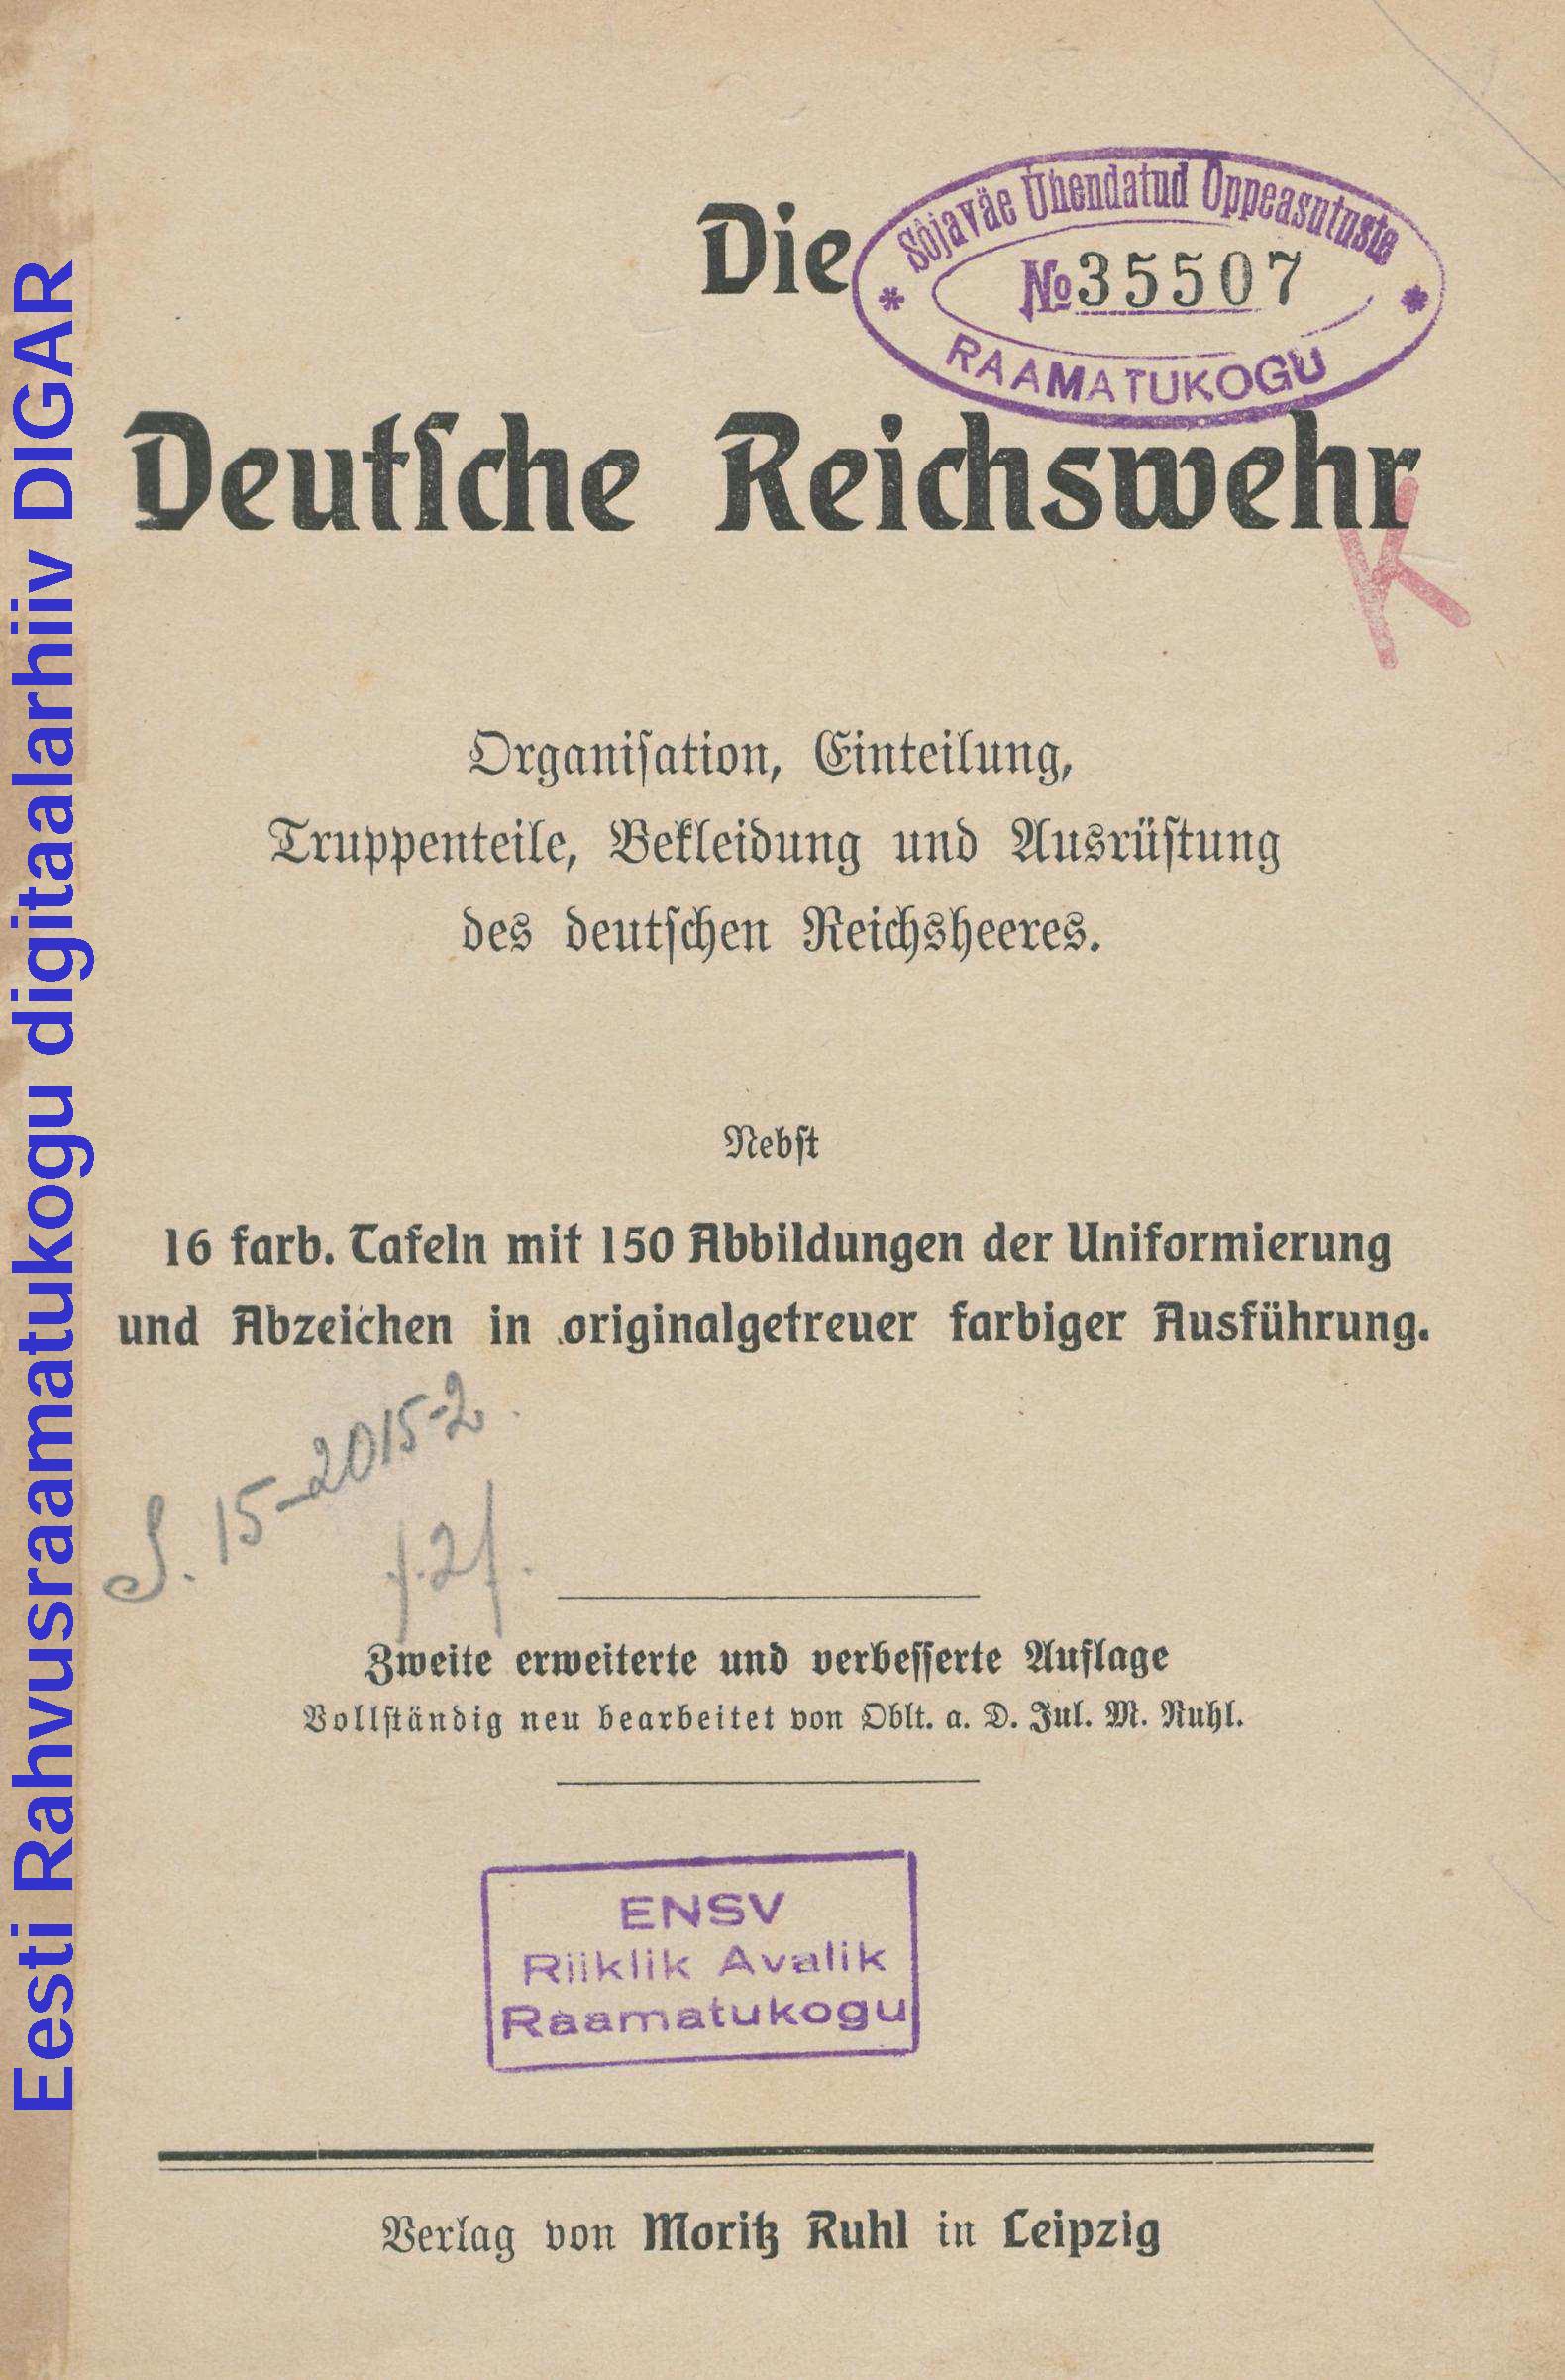 Die
Sõjaväe Ühendatud Õppeasutuste
№ 35507
RAAMATUKOGU
Deutſche Reichswehr
K
Organiſation, Einteilung,
Truppenteile, Bekleidung und Ausrüſtung
des deutſchen Reichsheeres.
Nebſt
16 farb. Tafeln mit 150 Abbildungen der Uniformierung
und Abzeichen in originalgetreuer farbiger Ausführung.
S. 15-2015-2.
Zweite erweiterte und verbeſſerte Auflage
Vollſtändig neu bearbeitet von Oblt. a. D. Jul. M. Ruhl.
ENSV
Riiklik Avalik
Raamatukogu
Verlag von Moritz Ruhl in Leipzig
Eesti Rahvusraamatukogu digitaalarhiiv DIGAR